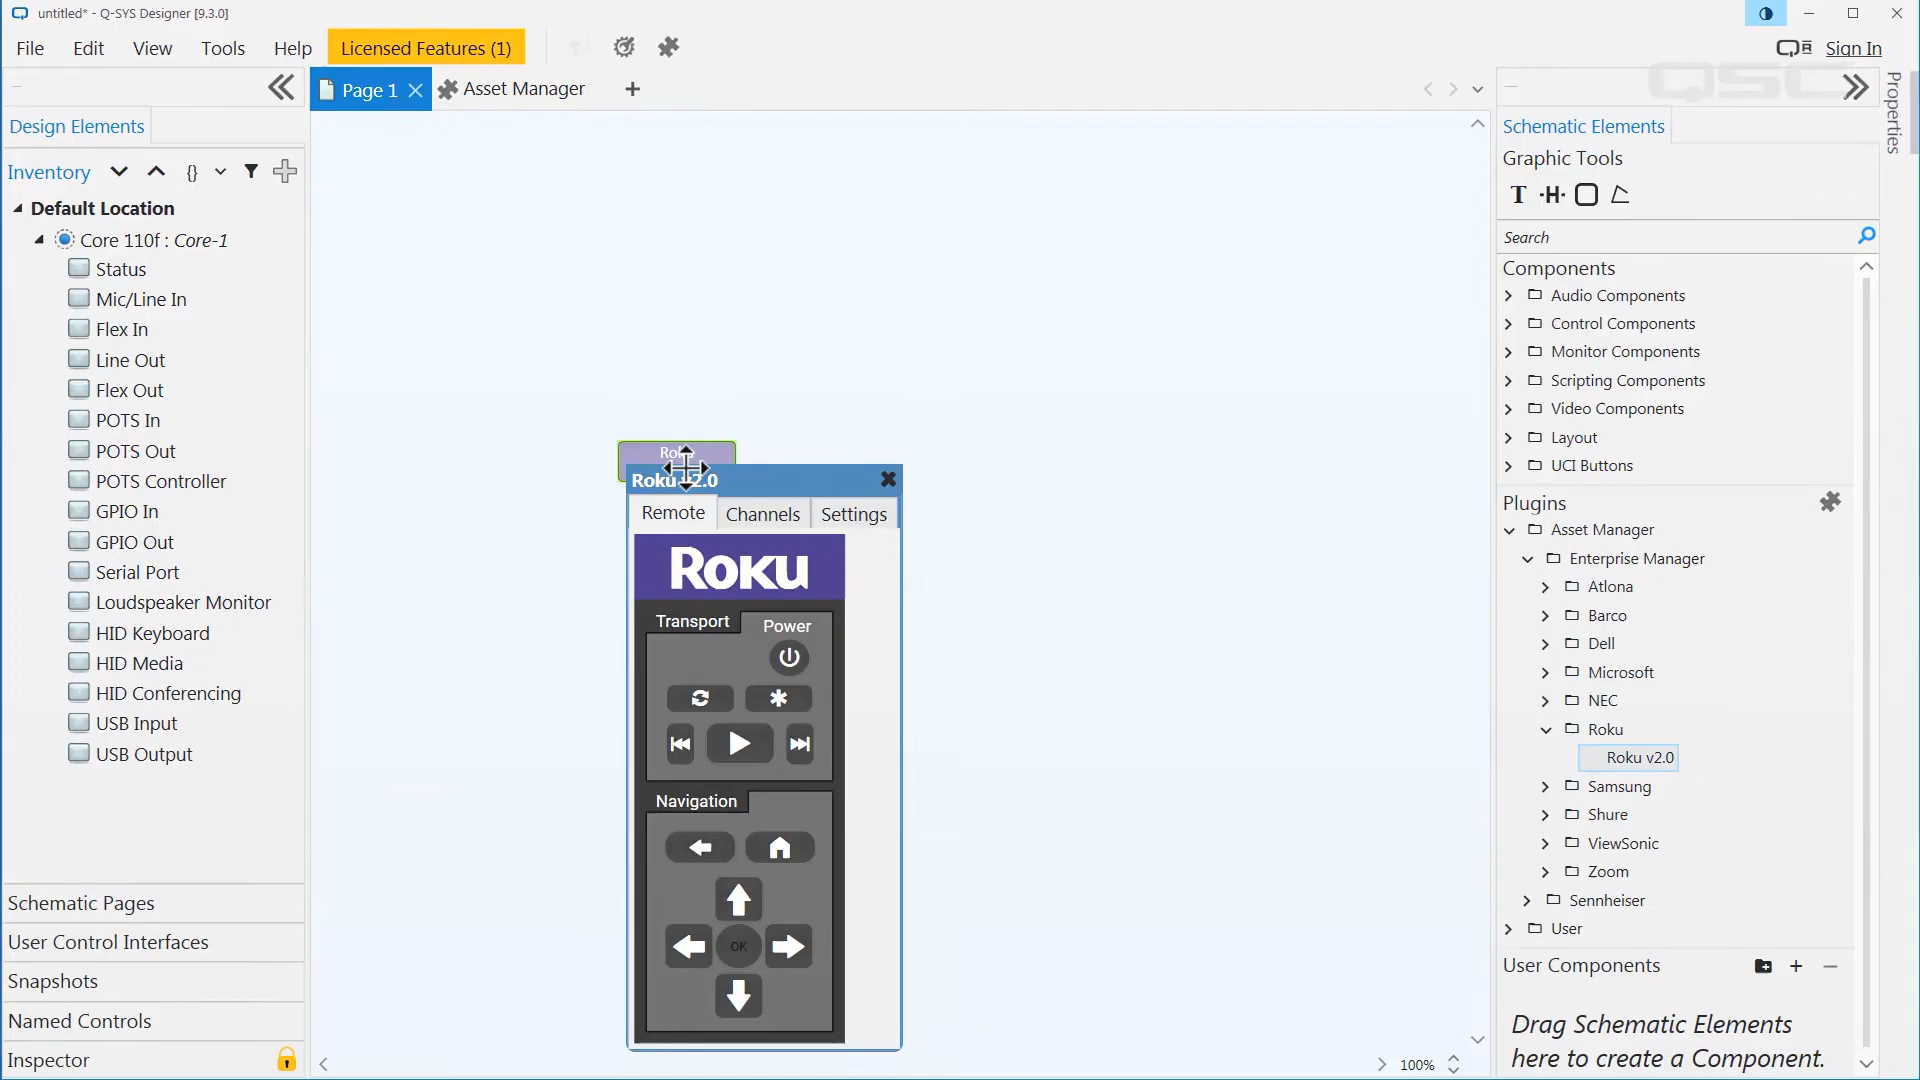 untitled* - Q-SYS Designer [9.3.0]
File Edit View Tools Help Licensed Features (1) Sign In
QSC
Page 1 Asset Manager
Properties
Design Elements
Inventory {}
Default Location
Core 110f : Core-1
Status
Mic/Line In
Flex In
Line Out
Flex Out
POTS In
POTS Out
POTS Controller
GPIO In
GPIO Out
Serial Port
Loudspeaker Monitor
HID Keyboard
HID Media
HID Conferencing
USB Input
USB Output
Schematic Pages
User Control Interfaces
Snapshots
Named Controls
Inspector
Remote Channels Settings
ROKU
Transport
Power
Navigation
OK
100%
Schematic Elements
Graphic Tools
T -H-
Search
Components
Audio Components
Control Components
Monitor Components
Scripting Components
Video Components
Layout
UCI Buttons
Plugins
Asset Manager
Enterprise Manager
Atlona
Barco
Dell
Microsoft
NEC
Roku
Roku v2.0
Samsung
Shure
ViewSonic
Zoom
Sennheiser
User
User Components
Drag Schematic Elements
here to create a Component.